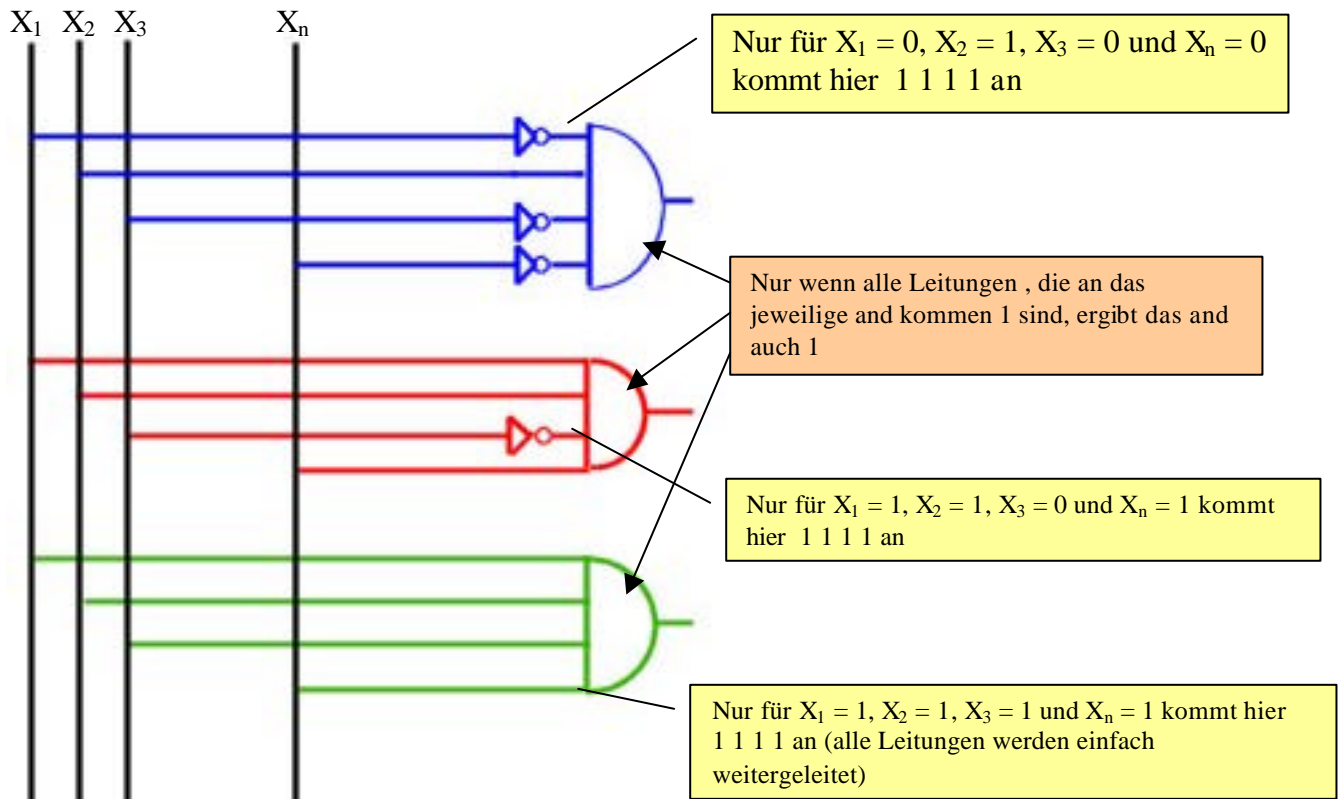 X₁ X₂ X₃ Xₙ
Nur für X₁ = 0, X₂ = 1, X₃ = 0 und Xₙ = 0
kommt hier 1 1 1 1 an
Nur wenn alle Leitungen , die an das
jeweilige and kommen 1 sind, ergibt das and
auch 1
Nur für X₁ = 1, X₂ = 1, X₃ = 0 und Xₙ = 1 kommt
hier 1 1 1 1 an
Nur für X₁ = 1, X₂ = 1, X₃ = 1 und Xₙ = 1 kommt hier
1 1 1 1 an (alle Leitungen werden einfach
weitergeleitet)